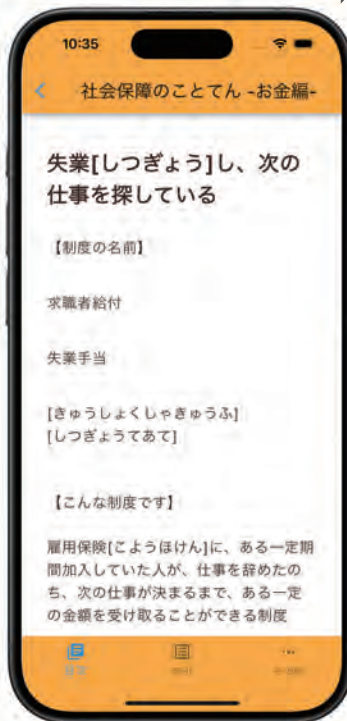 10:35
社会保障のことてん -お金編-
失業[しつぎょう]し、次の
仕事を探している
【制度の名前】
求職者給付
失業手当
[きゅうしょくしゃきゅうふ]
[しつぎょうてあて]
【こんな制度です】
雇用保険[こようほけん]に、ある一定期
間加入していた人が、仕事を辞めたの
ち、次の仕事が決まるまで、ある一定
の金額を受け取ることができる制度